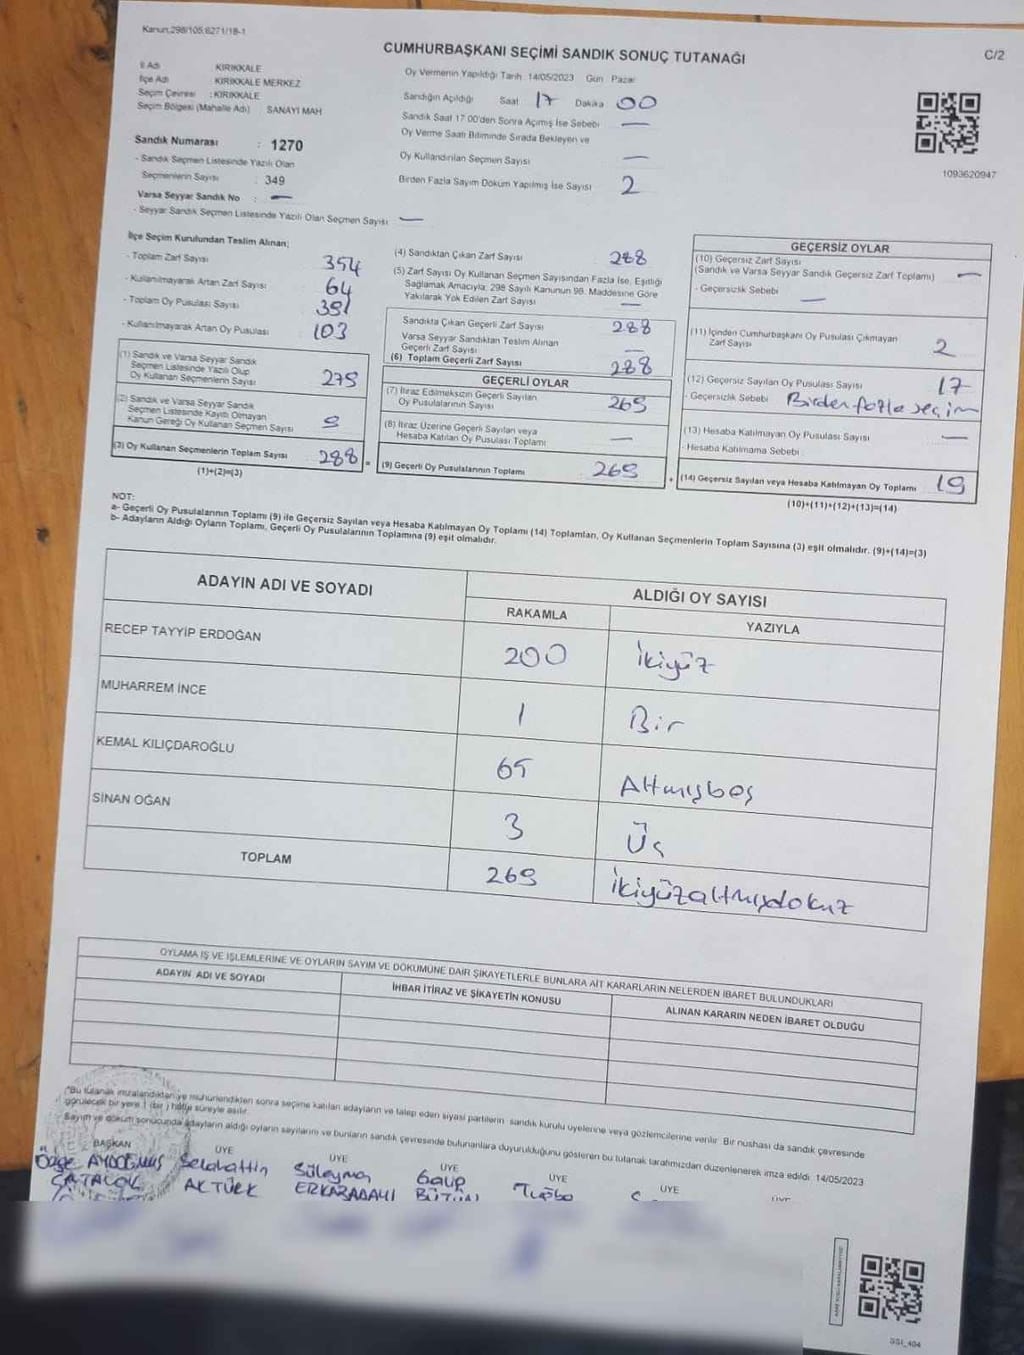 Kanun:298/105;6271/18-1
CUMHURBAŞKANI SEÇİMİ SANDIK SONUÇ TUTANAĞI
C/2
İl Adı KIRIKKALE
İlçe Adı KIRIKKALE MERKEZ
Seçim Çevresi : KIRIKKALE
Seçim Bölgesi (Mahalle Adı) SANAYİ MAH
Sandık Numarası : 1270
- Sandık Seçmen Listesinde Yazılı Olan
Seçmenlerin Sayısı : 349
Varsa Seyyar Sandık No : —
- Seyyar Sandık Seçmen Listesinde Yazılı Olan Seçmen Sayısı —
Oy Vermenin Yapıldığı Tarih 14/05/2023 Gün Pazar
Sandığın Açıldığı Saat 17 Dakika 00
Sandık Saat 17:00'den Sonra Açımış İse Sebebi —
Oy Verme Saati Bitiminde Sırada Bekleyen ve
Oy Kullandırılan Seçmen Sayısı —
Birden Fazla Sayım Döküm Yapılmış İse Sayısı 2
1093620947
İlçe Seçim Kurulundan Teslim Alınan;
- Toplam Zarf Sayısı 354
- Kullanılmayarak Artan Zarf Sayısı 64
- Toplam Oy Pusulası Sayısı 391
- Kullanılmayarak Artan Oy Pusulası 103
(1) Sandık ve Varsa Seyyar Sandık
Seçmen Listesinde Yazılı Olup
Oy Kullanan Seçmenlerin Sayısı 279
(2) Sandık ve Varsa Seyyar Sandık
Seçmen Listesinde Kayıtlı Olmayan
Kanun Gereği Oy Kullanan Seçmen Sayısı 9
(3) Oy Kullanan Seçmenlerin Toplam Sayısı 288 =
(1)+(2)=(3)
(4) Sandıktan Çıkan Zarf Sayısı 288
(5) Zarf Sayısı Oy Kullanan Seçmen Sayısından Fazla İse, Eşitliği
Sağlamak Amacıyla; 298 Sayılı Kanunun 98. Maddesine Göre
Yakılarak Yok Edilen Zarf Sayısı —
Sandıkta Çıkan Geçerli Zarf Sayısı 288
Varsa Seyyar Sandıktan Teslim Alınan
Geçerli Zarf Sayısı —
(6) Toplam Geçerli Zarf Sayısı 288
GEÇERLİ OYLAR
(7) İtiraz Edilmeksizin Geçerli Sayılan
Oy Pusulalarının Sayısı 269
(8) İtiraz Üzerine Geçerli Sayılan veya
Hesaba Katılan Oy Pusulası Toplamı —
(9) Geçerli Oy Pusulalarının Toplamı 269 +
GEÇERSİZ OYLAR
(10) Geçersiz Zarf Sayısı
(Sandık ve Varsa Seyyar Sandık Geçersiz Zarf Toplamı) —
- Geçersizlik Sebebi —
(11) İçinden Cumhurbaşkanı Oy Pusulası Çıkmayan
Zarf Sayısı 2
(12) Geçersiz Sayılan Oy Pusulası Sayısı 17
- Geçersizlik Sebebi Birden fazla seçim
(13) Hesaba Katılmayan Oy Pusulası Sayısı —
- Hesaba Katılmama Sebebi
(14) Geçersiz Sayılan veya Hesaba Katılmayan Oy Toplamı 19
(10)+(11)+(12)+(13)=(14)
NOT:
a- Geçerli Oy Pusulalarının Toplamı (9) ile Geçersiz Sayılan veya Hesaba Katılmayan Oy Toplamı (14) Toplamları, Oy Kullanan Seçmenlerin Toplam Sayısına (3) eşit olmalıdır. (9)+(14)=(3)
b- Adayların Aldığı Oyların Toplamı, Geçerli Oy Pusulalarının Toplamına (9) eşit olmalıdır.
ADAYIN ADI VE SOYADI
ALDIĞI OY SAYISI
RAKAMLA YAZIYLA
RECEP TAYYİP ERDOĞAN 200 İkiyüz
MUHARREM İNCE 1 Bir
KEMAL KILIÇDAROĞLU 65 Altmışbeş
SİNAN OĞAN 3 Üç
TOPLAM 269 İkiyüzaltmışdokuz
OYLAMA İŞ VE İŞLEMLERİNE VE OYLARIN SAYIM VE DÖKÜMÜNE DAİR ŞİKAYETLERLE BUNLARA AİT KARARLARIN NELERDEN İBARET BULUNDUKLARI
ADAYIN ADI VE SOYADI İHBAR İTİRAZ VE ŞİKAYETİN KONUSU ALINAN KARARIN NEDEN İBARET OLDUĞU
*Bu tutanak imzalandıktan ve mühürlendikten sonra seçime katılan adayların ve talep eden siyasi partilerin sandık kurulu üyelerine veya gözlemcilerine verilir. Bir nüshası da sandık çevresinde
görülecek bir yere 1 (bir) hafta süreyle asılır.
Sayım ve döküm sonucunda adayların aldığı oyların sayılarını ve bunların sandık çevresinde bulunanlara duyurulduğunu gösteren bu tutanak tarafımızdan düzenlenerek imza edildi. 14/05/2023
BAŞKAN ÜYE ÜYE ÜYE ÜYE ÜYE ÜYE
Özge AYDOĞMUŞ Selahattin Süleyman Galip Tuğba
ÇATALOK AKTÜRK ERKARADAYI BÜTÜN
SSI_404